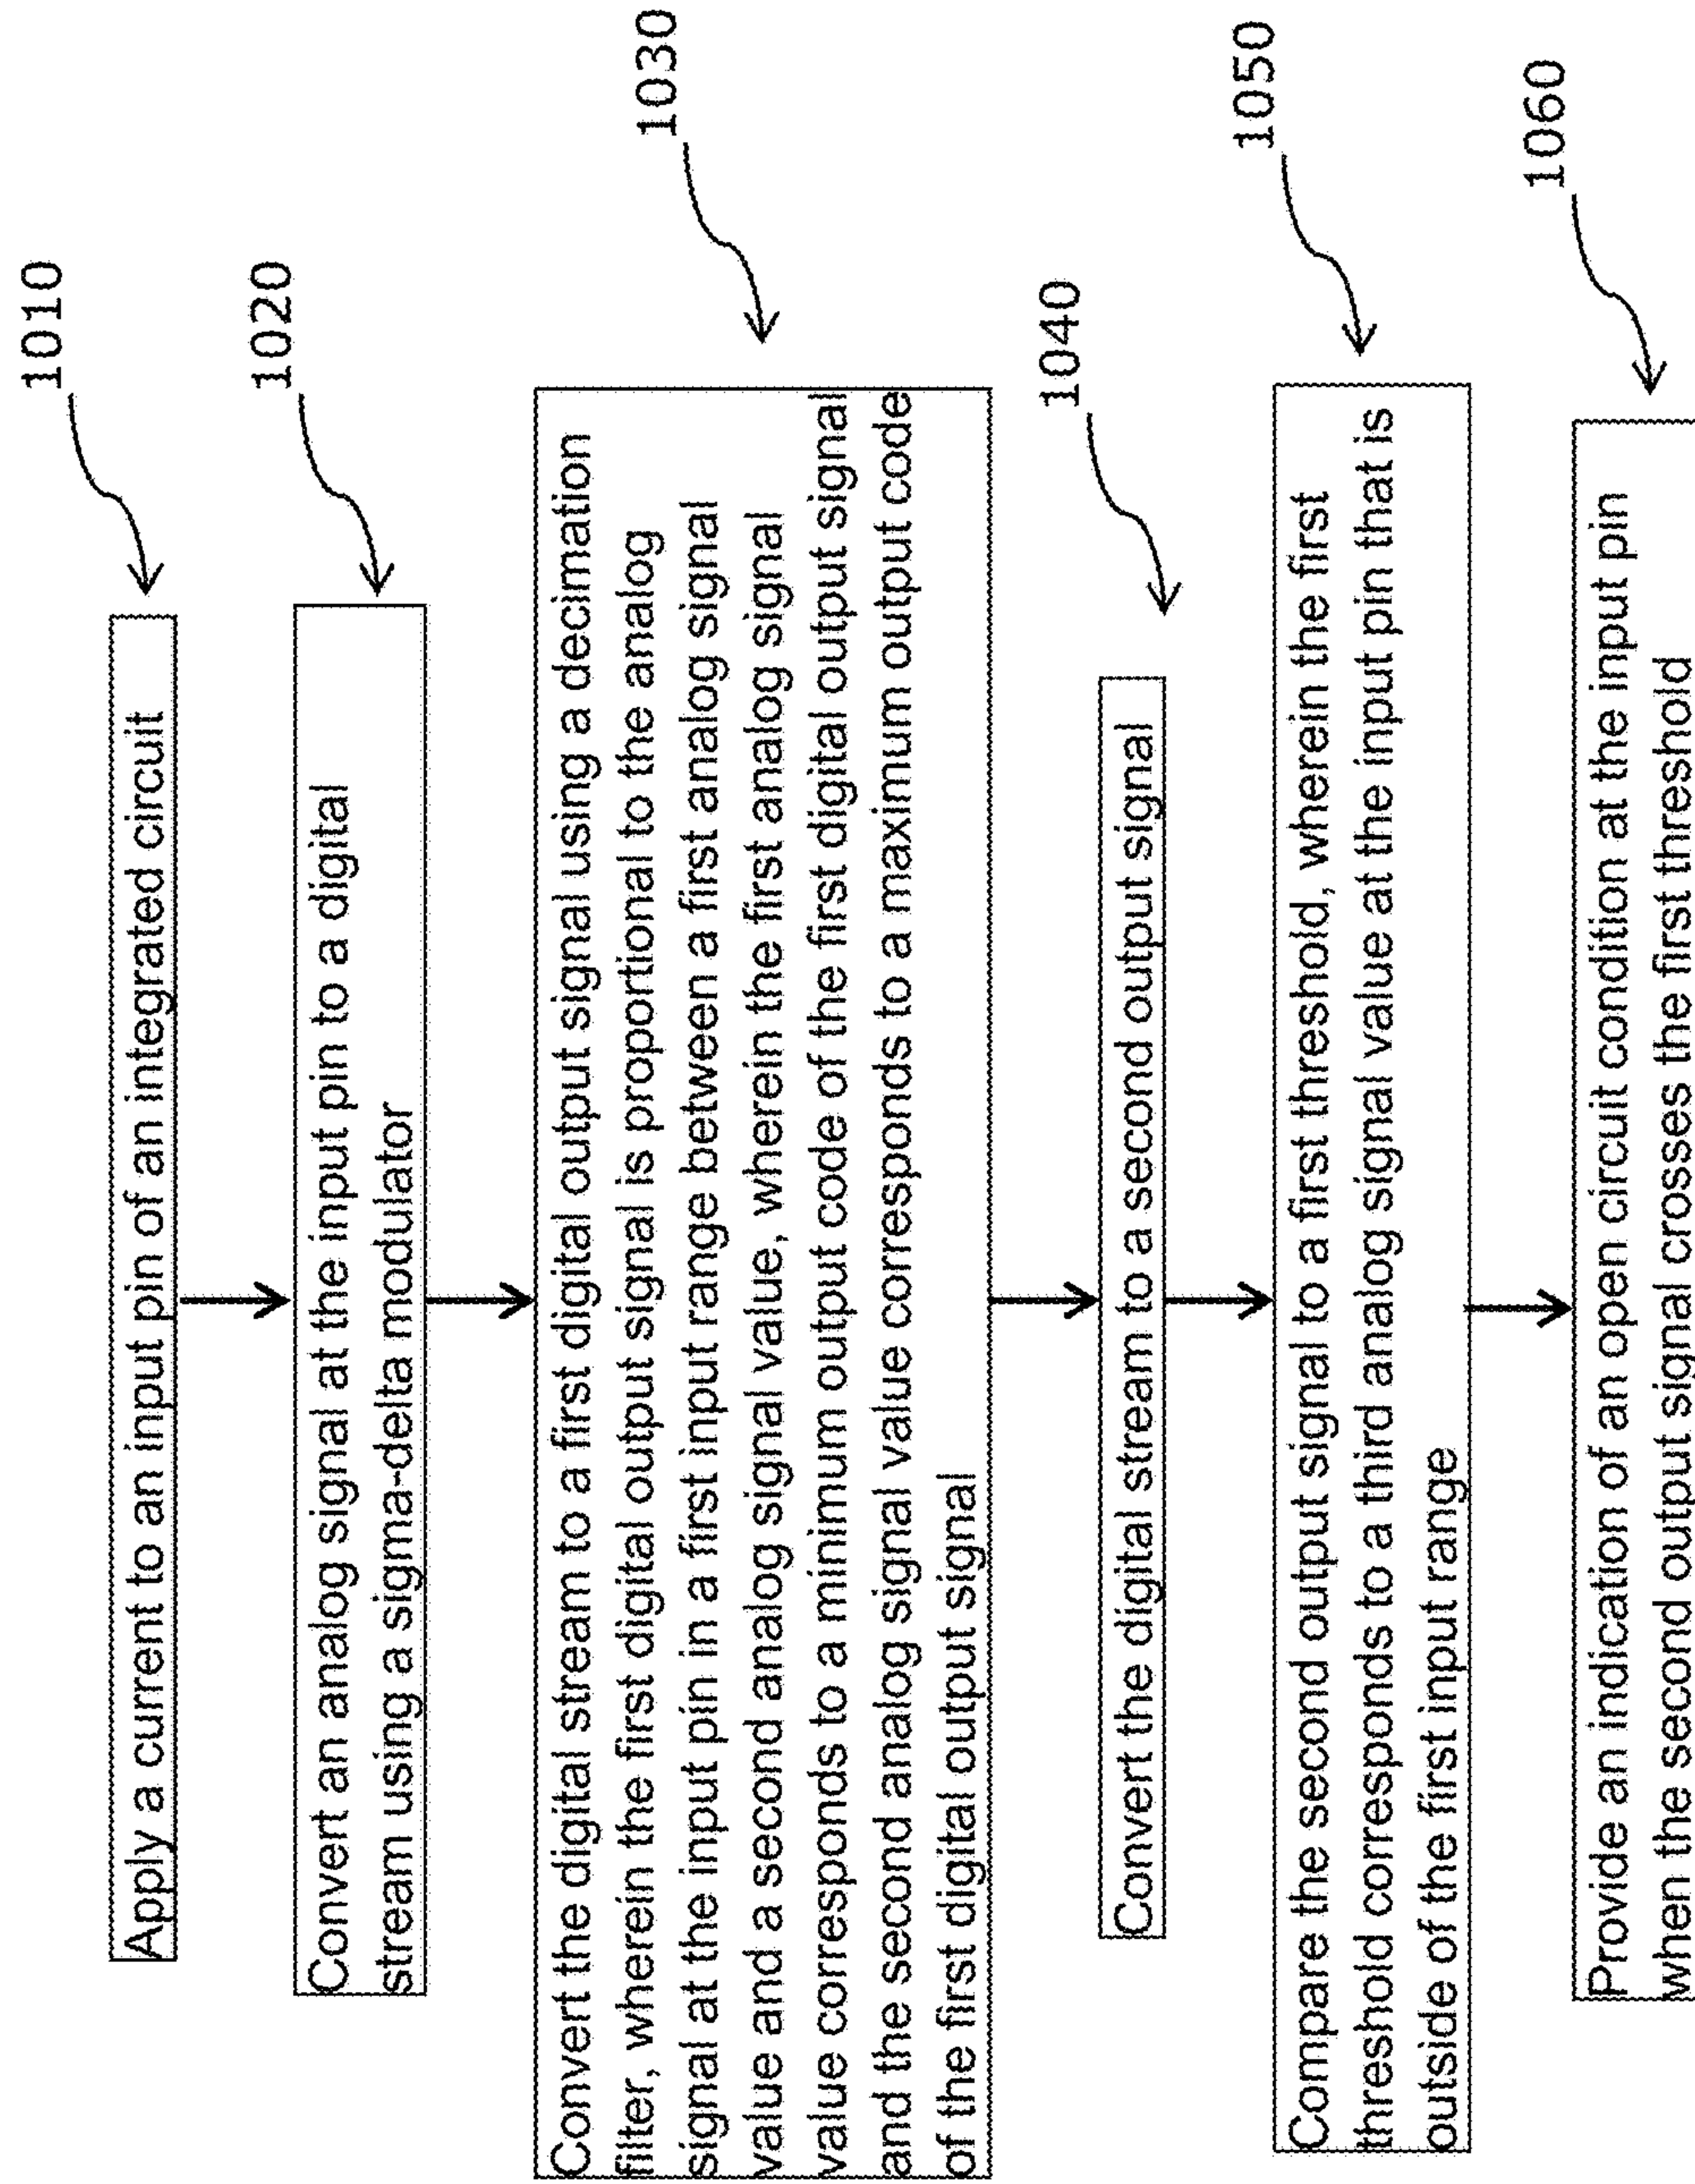 Apply a current to an input pin of an integrated circuit
1010
Convert an analog signal at the input pin to a digital
stream using a sigma-delta modulator
1020
Convert the digital stream to a first digital output signal using a decimation
filter, wherein the first digital output signal is proportional to the analog
signal at the input pin in a first input range between a first analog signal
value and a second analog signal value, wherein the first analog signal
value corresponds to a minimum output code of the first digital output signal
and the second analog signal value corresponds to a maximum output code
of the first digital output signal
1030
Convert the digital stream to a second output signal
1040
Compare the second output signal to a first threshold, wherein the first
threshold corresponds to a third analog signal value at the input pin that is
outside of the first input range
1050
Provide an indication of an open circuit condition at the input pin
when the second output signal crosses the first threshold
1060